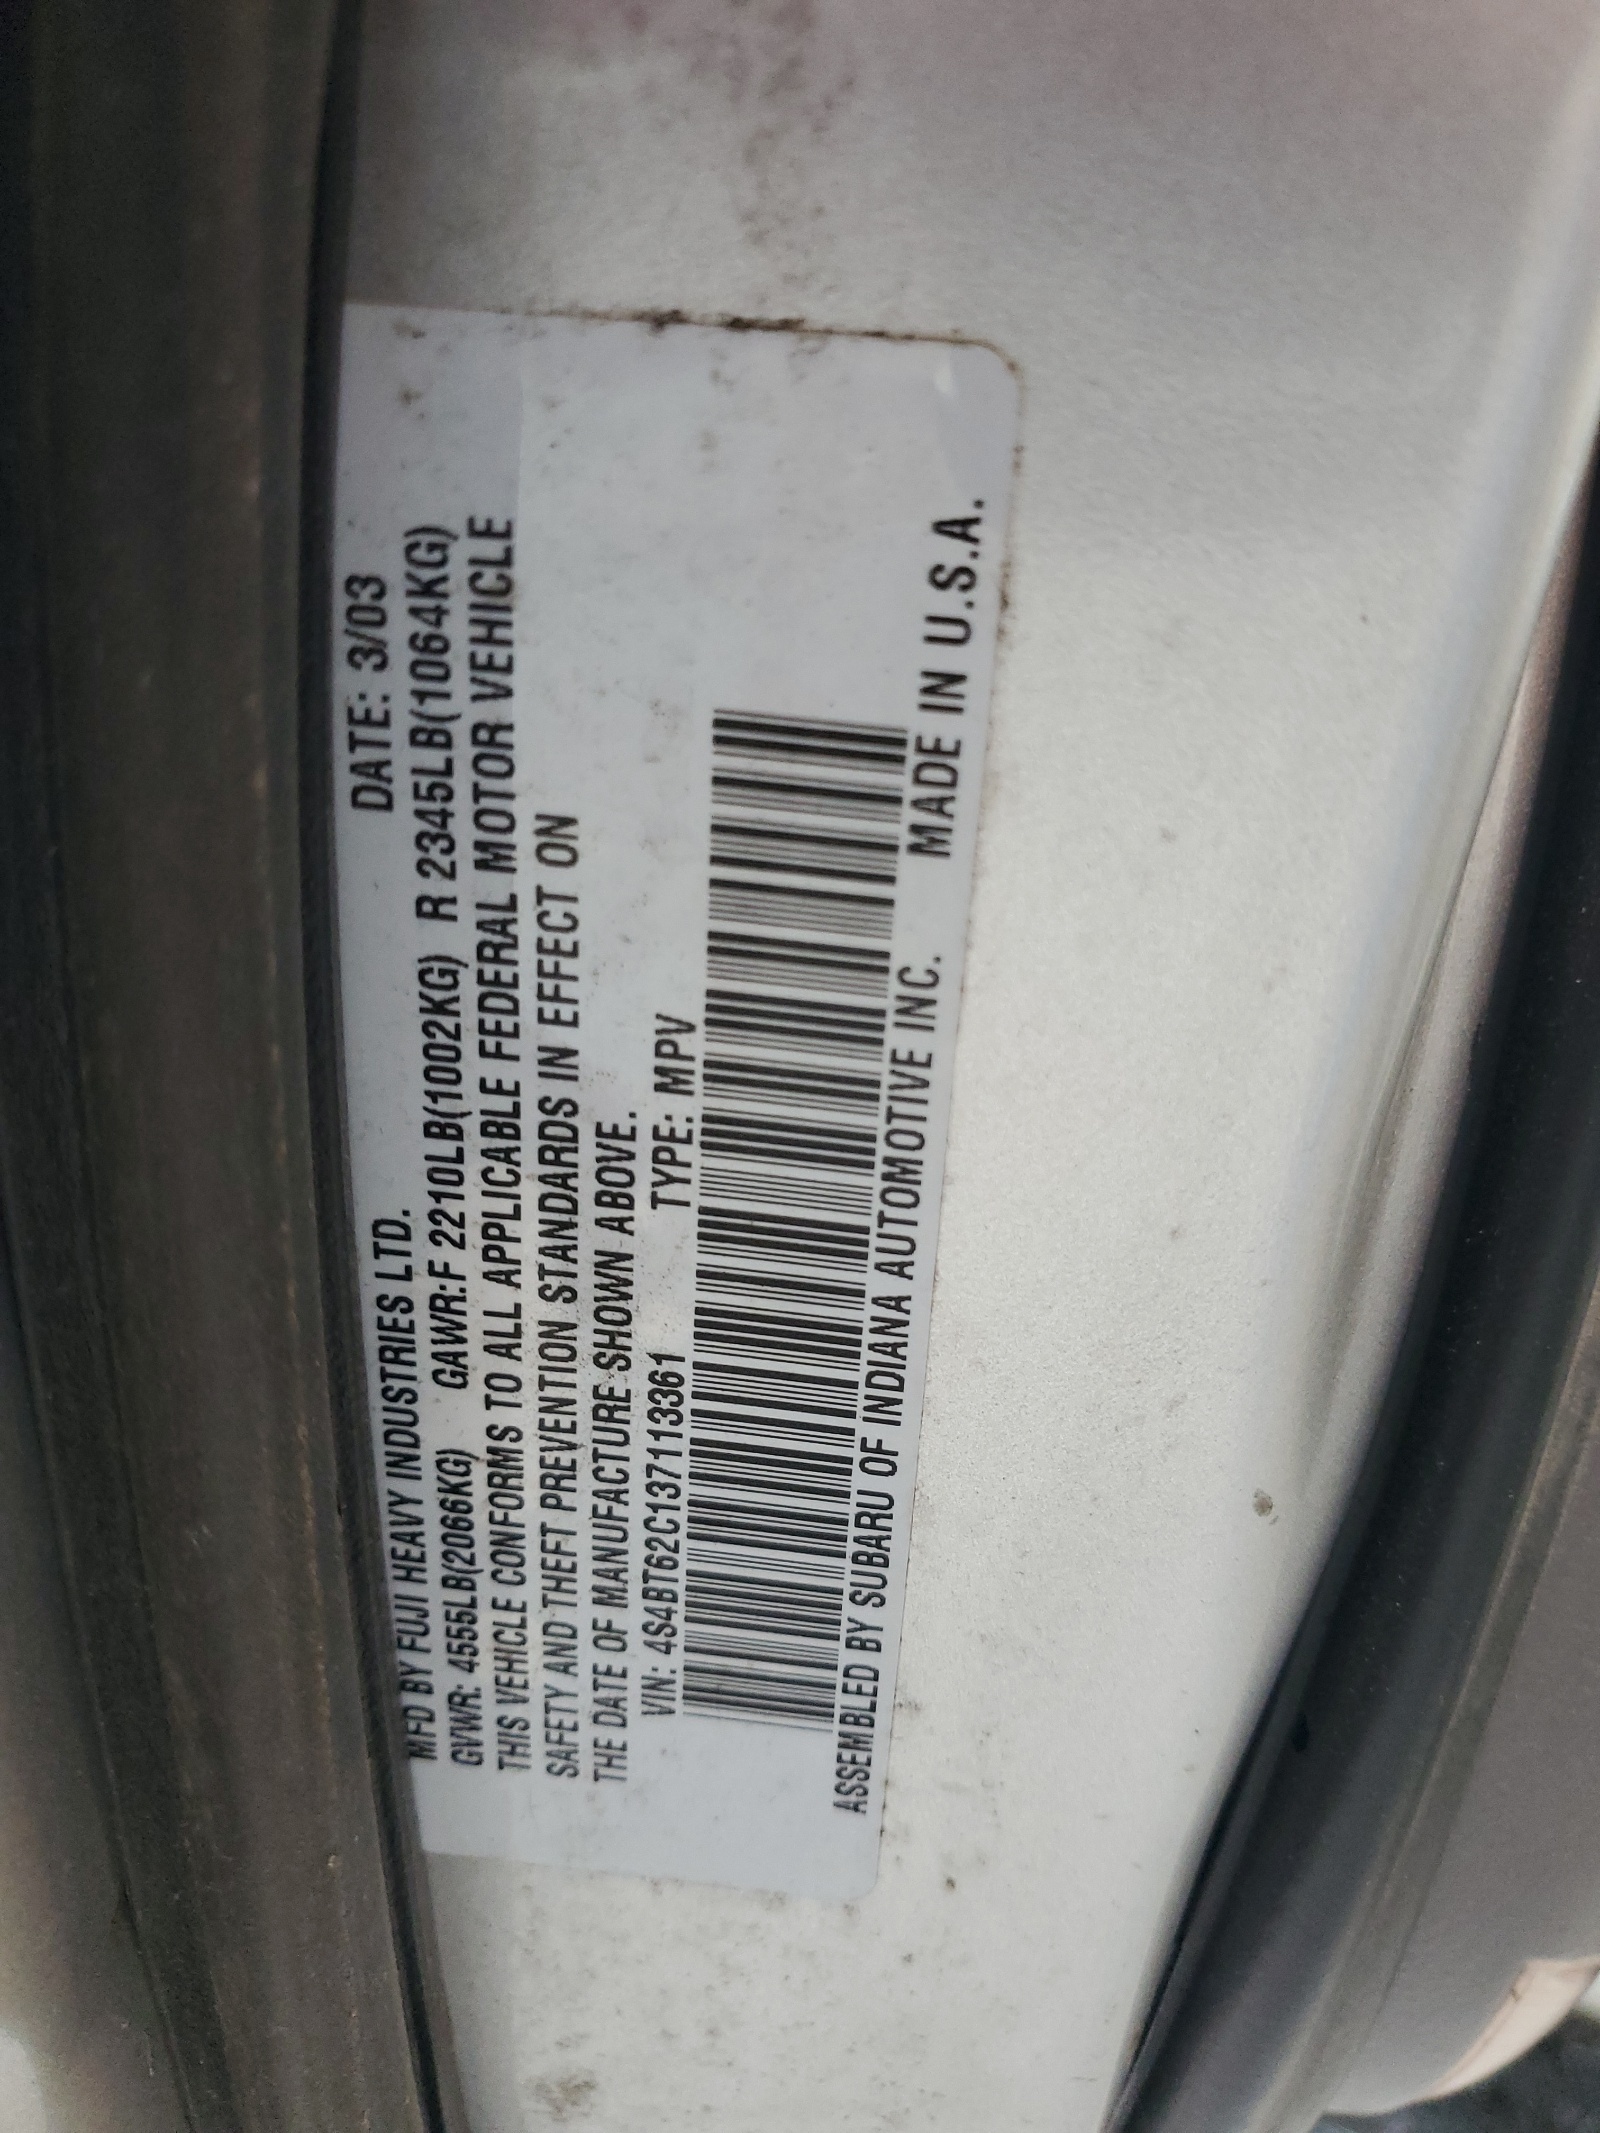 MFD BY FUJI HEAVY INDUSTRIES LTD. DATE: 3/03
GVWR: 4555LB(2066KG) GAWR:F 2210LB(1002KG) R 2345LB(1064KG)
THIS VEHICLE CONFORMS TO ALL APPLICABLE FEDERAL MOTOR VEHICLE
SAFETY AND THEFT PREVENTION STANDARDS IN EFFECT ON
THE DATE OF MANUFACTURE SHOWN ABOVE.
VIN: 4S4BT62C137113361 TYPE: MPV
ASSEMBLED BY SUBARU OF INDIANA AUTOMOTIVE INC. MADE IN U.S.A.